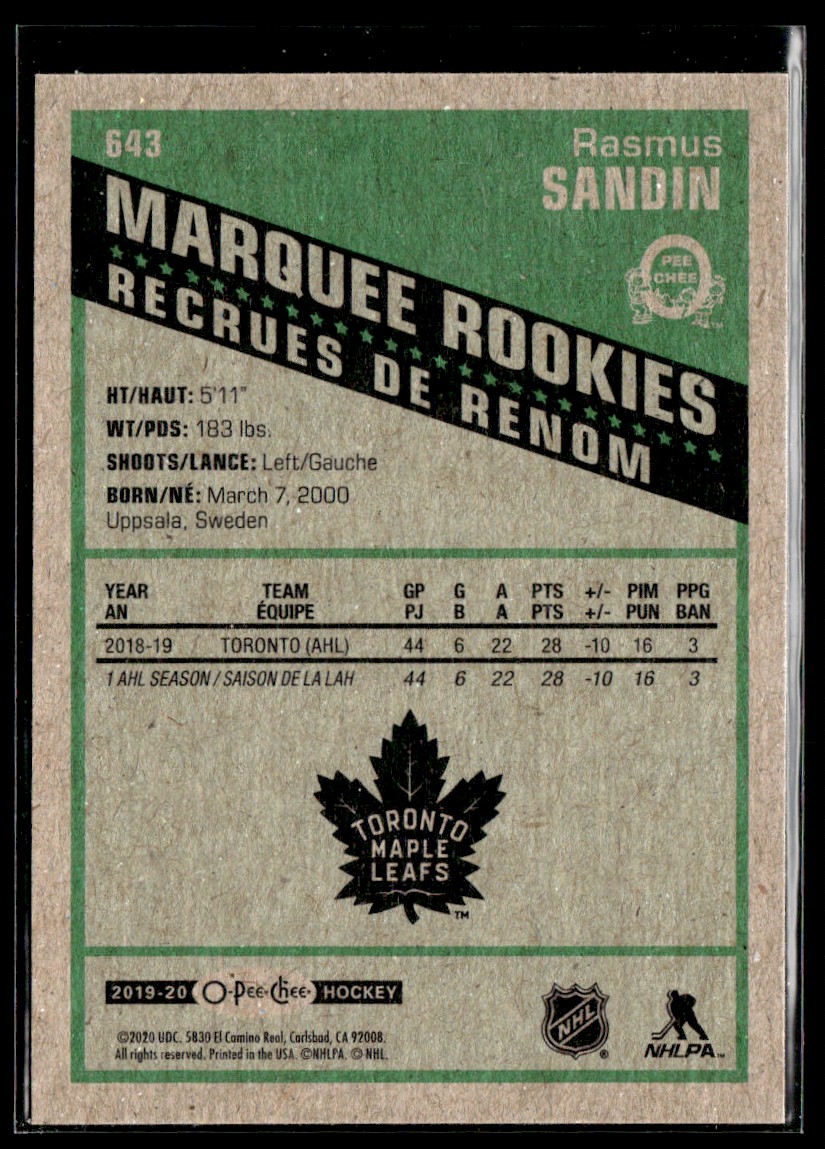 643
Rasmus
SANDIN
MARQUEE ROOKIES
RECRUES DE RENOM
PEE
CHEE
TM
HT/HAUT: 5'11"
WT/PDS: 183 lbs.
SHOOTS/LANCE: Left/Gauche
BORN/NÉ: March 7, 2000
Uppsala, Sweden
YEAR TEAM GP G A PTS +/- PIM PPG
AN ÉQUIPE PJ B A PTS +/- PUN BAN
2018-19 TORONTO (AHL) 44 6 22 28 -10 16 3
1 AHL SEASON / SAISON DE LA LAH 44 6 22 28 -10 16 3
TORONTO
MAPLE
LEAFS
TM
2019-20 O-Pee-Chee HOCKEY
©2020 UDC. 5830 El Camino Real, Carlsbad, CA 92008.
All rights reserved. Printed in the USA. ©NHLPA. © NHL.
NHL ®
NHLPA TM